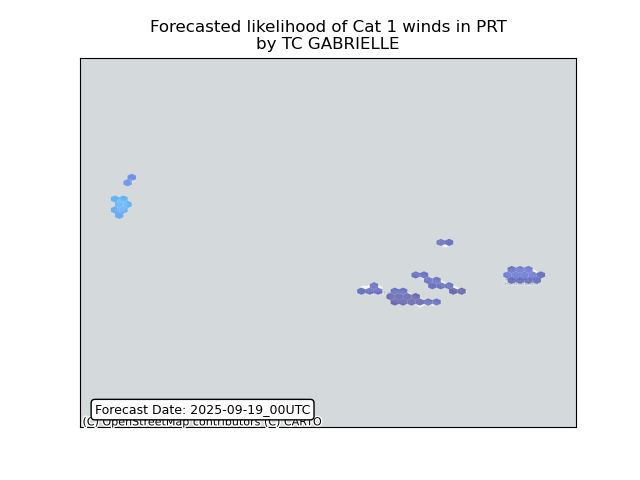 Forecasted likelihood of Cat 1 winds in PRT
by TC GABRIELLE
Forecast Date: 2025-09-19_00UTC
(C) OpenStreetMap contributors (C) CARTO